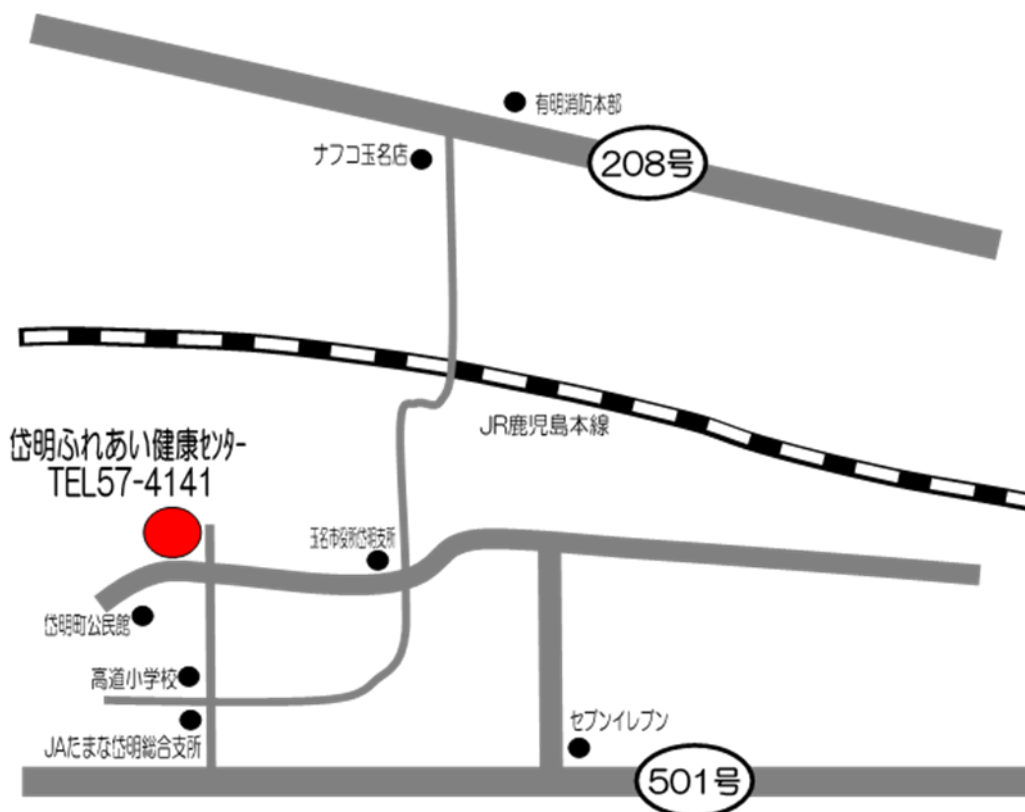 有明消防本部
ナフコ玉名店
208号
JR鹿児島本線
岱明ふれあい健康ｾﾝﾀｰ
TEL57-4141
玉名市役所岱明支所
岱明町公民館
高道小学校
セブンイレブン
JAたまな岱明総合支所
501号